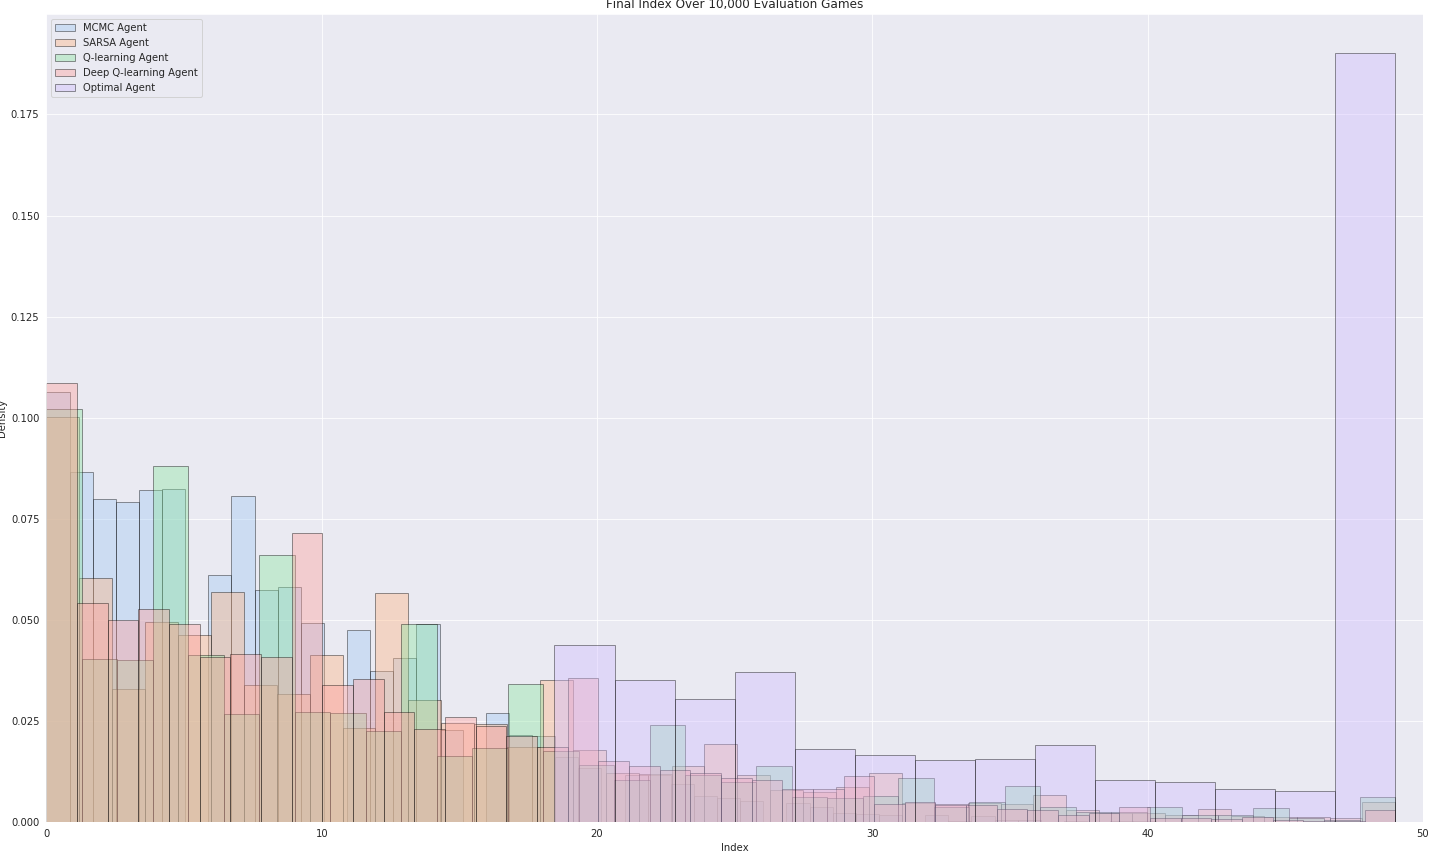 Final Index Over 10,000 Evaluation Games
MCMC Agent
SARSA Agent
Q-learning Agent
Deep Q-learning Agent
Optimal Agent
0.175
0.150
0.125
0.100
Density
0.075
0.050
0.025
0.000
0
10
20
30
40
50
Index